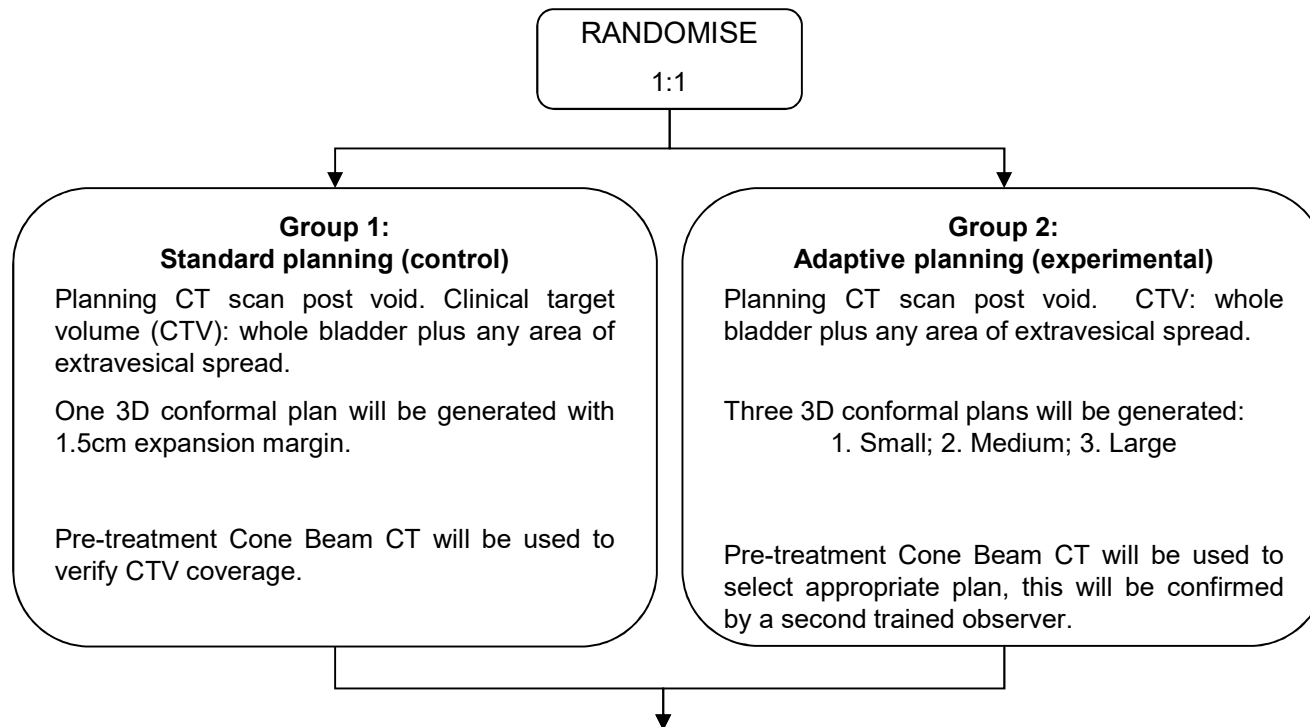 RANDOMISE
1:1
Group 1:
Standard planning (control)
Planning CT scan post void. Clinical target
volume (CTV): whole bladder plus any area of
extravesical spread.
One 3D conformal plan will be generated with
1.5cm expansion margin.
Pre-treatment Cone Beam CT will be used to
verify CTV coverage.
Group 2:
Adaptive planning (experimental)
Planning CT scan post void. CTV: whole
bladder plus any area of extravesical spread.
Three 3D conformal plans will be generated:
1. Small; 2. Medium; 3. Large
Pre-treatment Cone Beam CT will be used to
select appropriate plan, this will be confirmed
by a second trained observer.